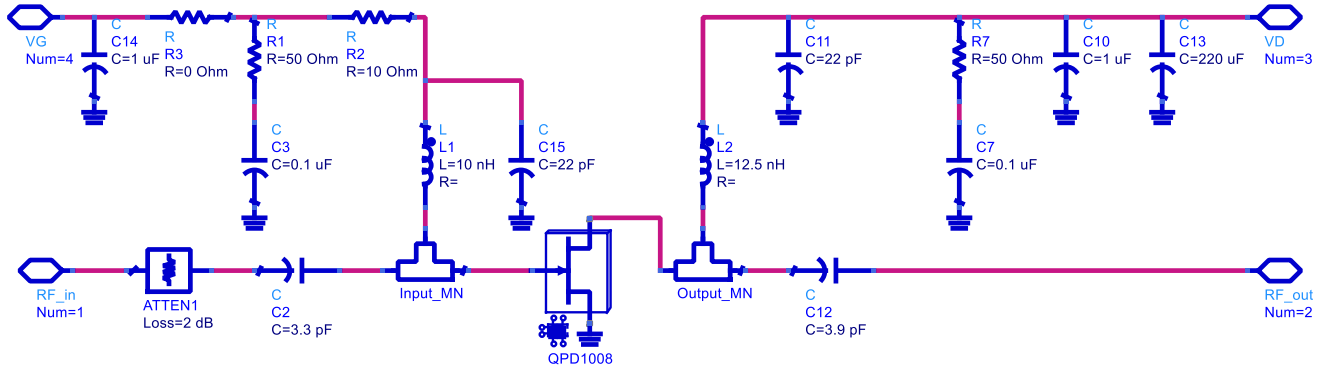 VG
Num=4
C
C14
C=1 uF
R
R3
R=0 Ohm
R
R1
R=50 Ohm
R
R2
R=10 Ohm
C
C3
C=0.1 uF
L
L1
L=10 nH
R=
C
C15
C=22 pF
L
L2
L=12.5 nH
R=
C
C11
C=22 pF
R
R7
R=50 Ohm
C
C7
C=0.1 uF
C
C10
C=1 uF
C
C13
C=220 uF
VD
Num=3
RF_in
Num=1
ATTEN1
Loss=2 dB
C
C2
C=3.3 pF
Input_MN
QPD1008
Output_MN
C
C12
C=3.9 pF
RF_out
Num=2